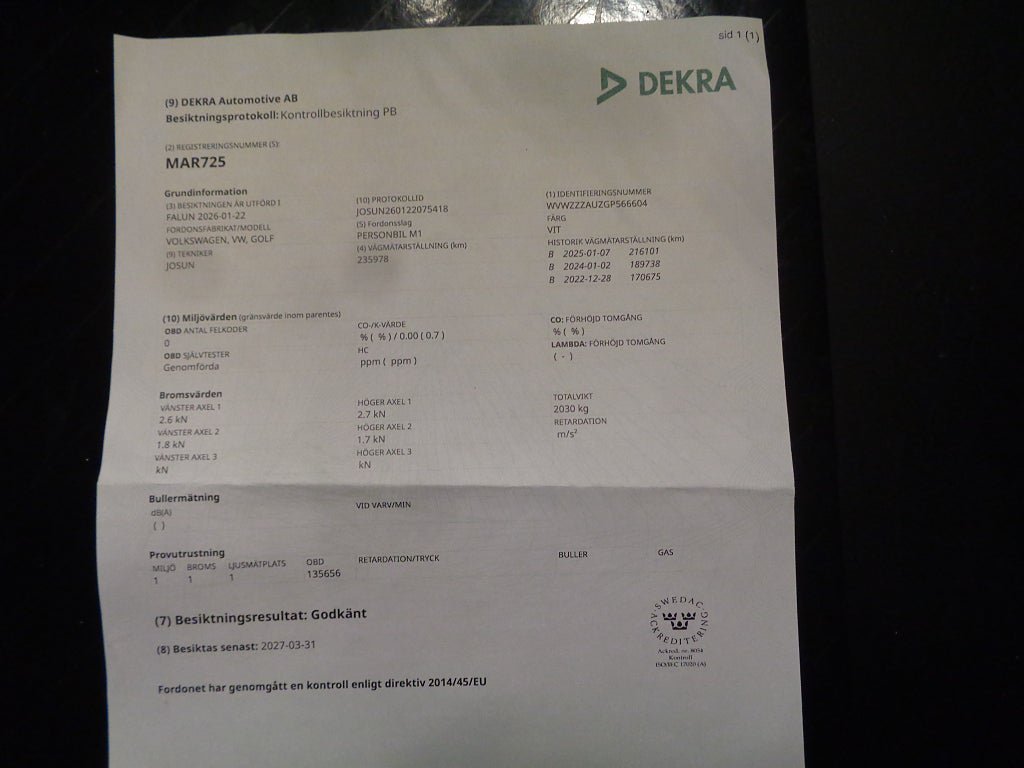 sid 1 (1)
DEKRA
(9) DEKRA Automotive AB
Besiktningsprotokoll: Kontrollbesiktning PB
(2) REGISTRERINGSNUMMER (S):
MAR725
Grundinformation
(3) BESIKTNINGEN ÄR UTFÖRD I
FALUN 2026-01-22
FORDONSFABRIKAT/MODELL
VOLKSWAGEN, VW, GOLF
(9) TEKNIKER
JOSUN
(10) PROTOKOLLID
JOSUN260122075418
(5) Fordonsslag
PERSONBIL M1
(4) VÄGMÄTARSTÄLLNING (km)
235978
(1) IDENTIFIERINGSNUMMER
WVWZZZAUZGP566604
FÄRG
VIT
HISTORIK VÄGMÄTARSTÄLLNING (km)
B 2025-01-07 216101
B 2024-01-02 189738
B 2022-12-28 170675
(10) Miljövärden (gränsvärde inom parentes)
OBD ANTAL FELKODER
0
OBD SJÄLVTESTER
Genomförda
CO-/K-VÄRDE
% ( % ) / 0.00 ( 0.7 )
HC
ppm ( ppm )
CO: FÖRHÖJD TOMGÅNG
% ( % )
LAMBDA: FÖRHÖJD TOMGÅNG
( - )
Bromsvärden
VÄNSTER AXEL 1
2.6 kN
VÄNSTER AXEL 2
1.8 kN
VÄNSTER AXEL 3
kN
HÖGER AXEL 1
2.7 kN
HÖGER AXEL 2
1.7 kN
HÖGER AXEL 3
kN
TOTALVIKT
2030 kg
RETARDATION
m/s²
Bullermätning
dB(A)
( )
VID VARV/MIN
Provutrustning
MILJÖ BROMS LJUSMÄTPLATS OBD RETARDATION/TRYCK BULLER GAS
1 1 1 135656
(7) Besiktningsresultat: Godkänt
(8) Besiktas senast: 2027-03-31
Fordonet har genomgått en kontroll enligt direktiv 2014/45/EU
SWEDAC
ACKREDITERING
Ackred. nr. 8054
Kontroll
ISO/IEC 17020 (A)